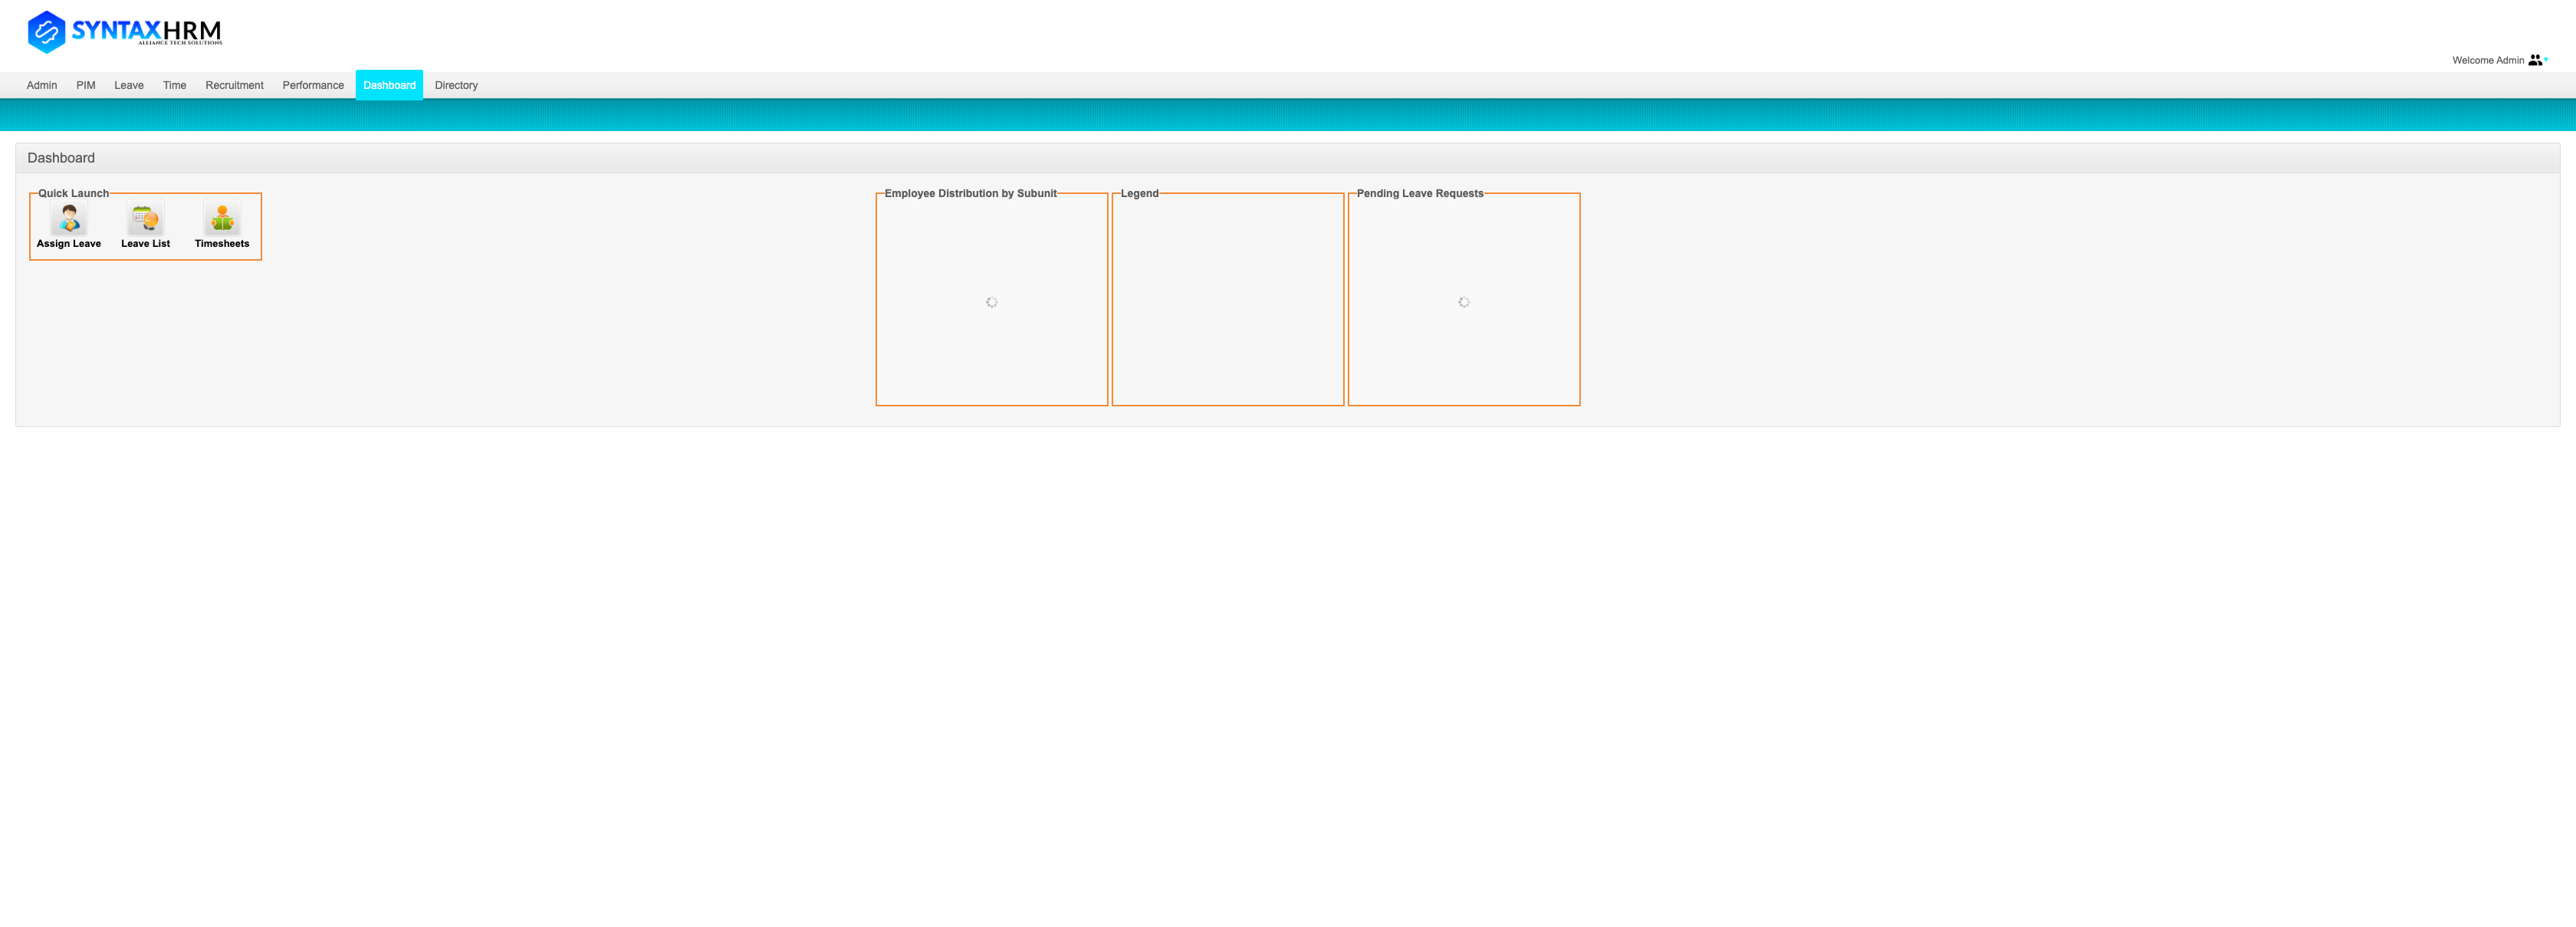 SYNTAXHRM
ALLIANCE TECH SOLUTIONS
Welcome Admin
Admin PIM Leave Time Recruitment Performance Dashboard Directory
Dashboard
Quick Launch
Assign Leave Leave List Timesheets
Employee Distribution by Subunit
Legend
Pending Leave Requests